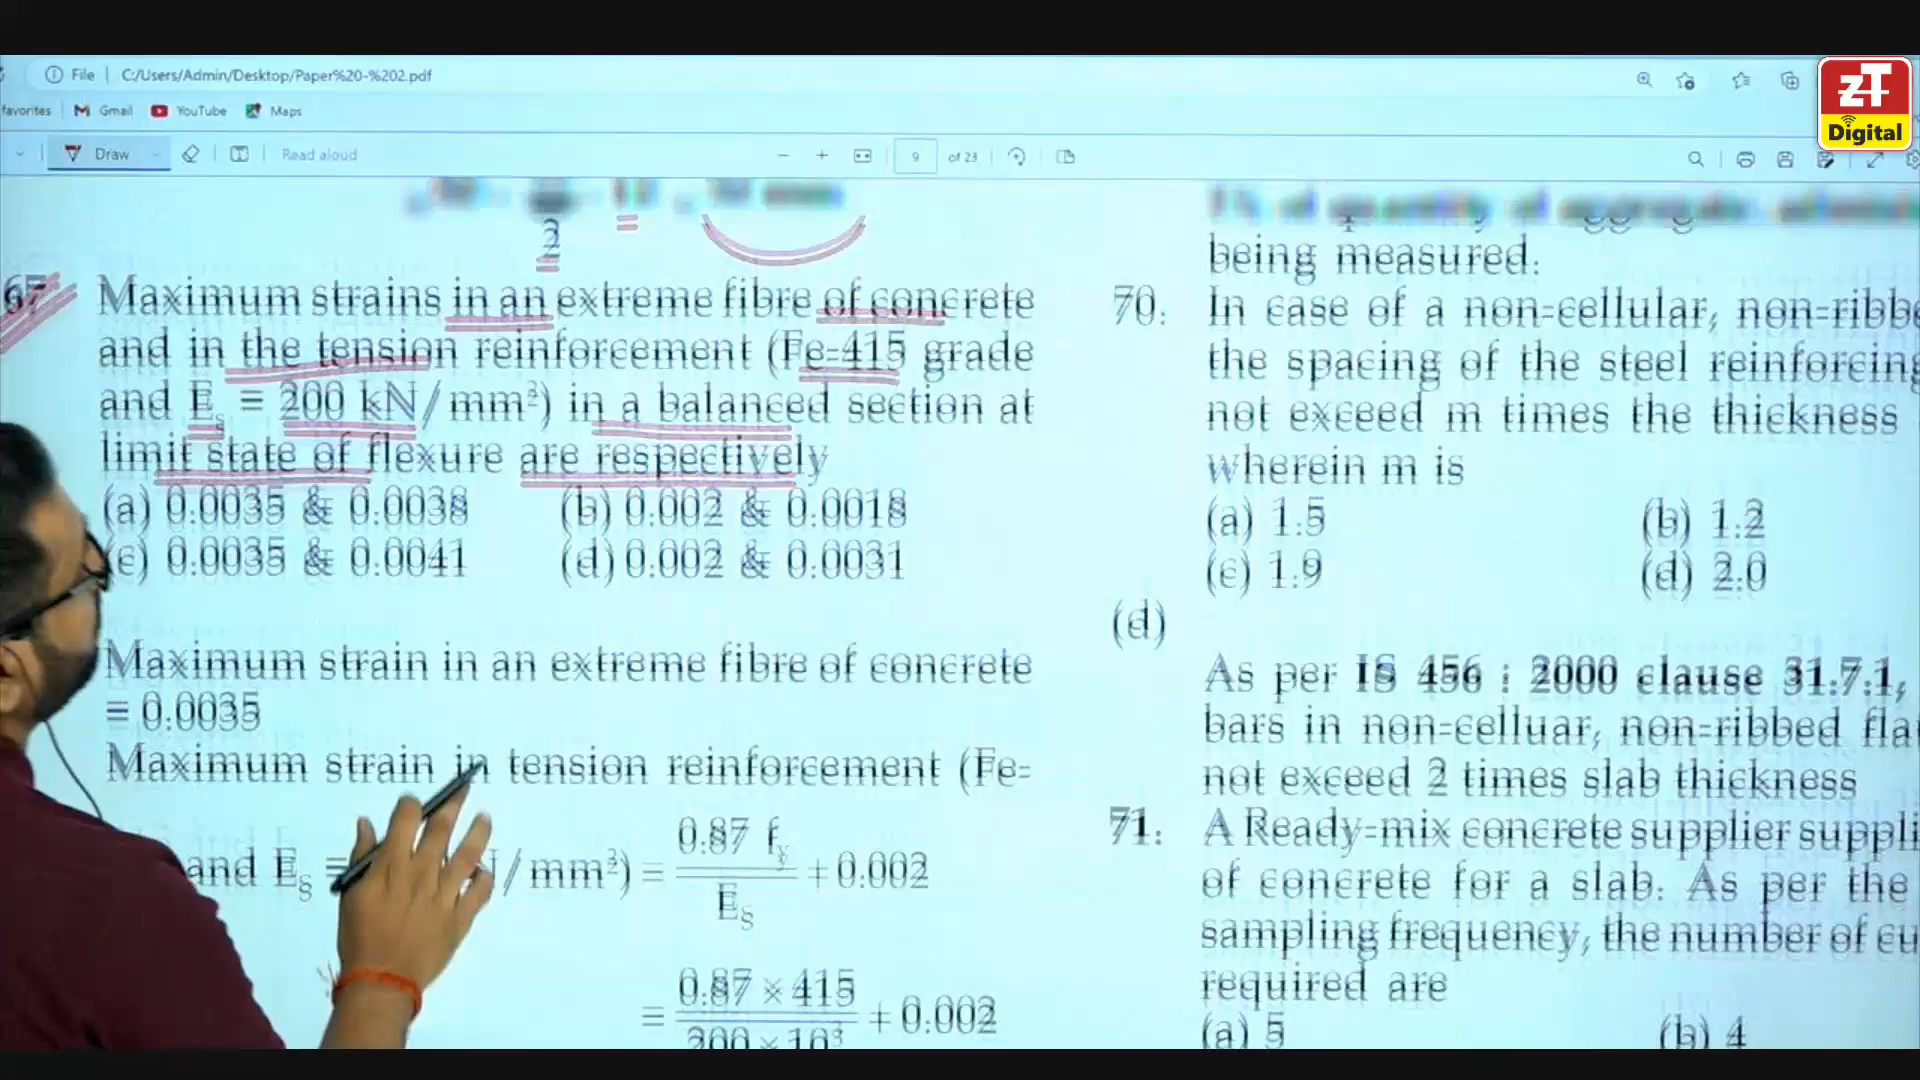 File | C:/Users/Admin/Desktop/Paper%20-%202.pdf
favorites Gmail YouTube Maps
Draw Read aloud 9 of 23
ZT Digital
2
67 Maximum strains in an extreme fibre of concrete
and in the tension reinforcement (Fe-415 grade
and Es = 200 kN/mm²) in a balanced section at
limit state of flexure are respectively
(a) 0.0035 & 0.0038 (b) 0.002 & 0.0018
(c) 0.0035 & 0.0041 (d) 0.002 & 0.0031
Maximum strain in an extreme fibre of concrete
= 0.0035
Maximum strain in tension reinforcement (Fe-
and Es = N/mm²) = 0.87 fy / Es + 0.002
= 0.87 × 415 / 200 × 10³ + 0.002
being measured.
70. In case of a non-cellular, non-ribbe
the spacing of the steel reinforcing
not exceed m times the thickness
wherein m is
(a) 1.5 (b) 1.2
(c) 1.9 (d) 2.0
(d)
As per IS 456 : 2000 clause 31.7.1,
bars in non-celluar, non-ribbed fla
not exceed 2 times slab thickness
71. A Ready-mix concrete supplier suppli
of concrete for a slab. As per the
sampling frequency, the number of cu
required are
(a) 5 (b) 4